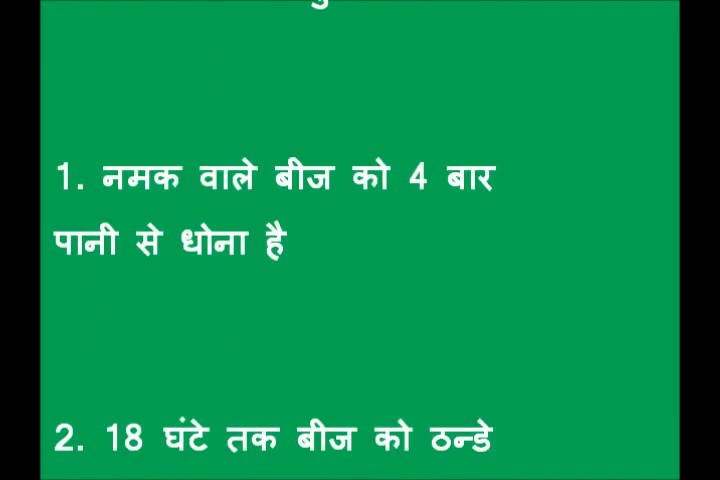 1. नमक वाले बीज को 4 बार
पानी से धोना है
2. 18 घंटे तक बीज को ठन्डे